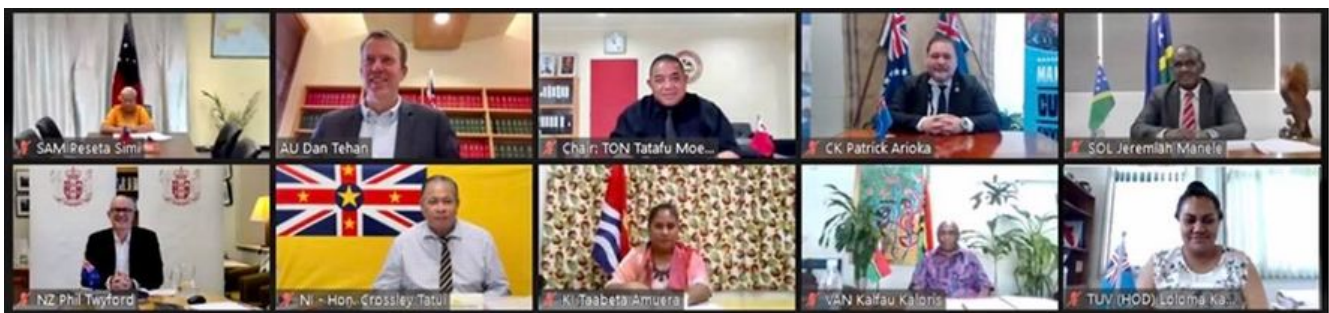 SAM Peseta Simi
AU Dan Tehan
Chair: TON Tatafu Moe...
CK Patrick Arioka
SOL Jeremiah Manele
NZ Phil Twyford
NI - Hon. Crossley Tatui
KI Taabeta Amuera
VAN Kalfau Kaloris
TUV (HOD) Loloma Ka...